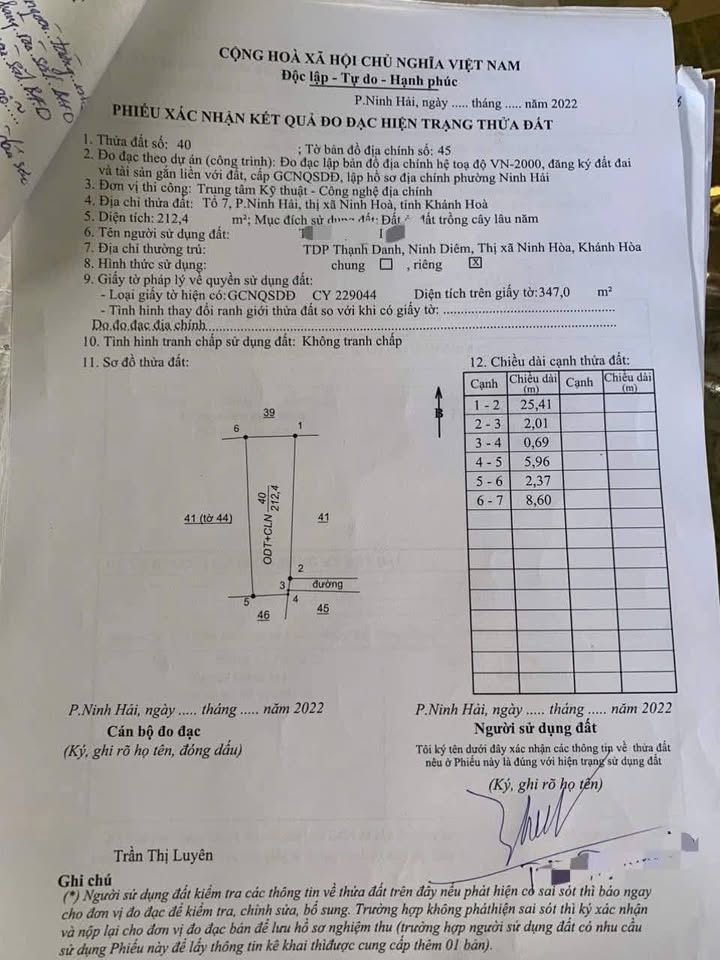 CỘNG HOÀ XÃ HỘI CHỦ NGHĨA VIỆT NAM
Độc lập - Tự do - Hạnh phúc
P.Ninh Hải, ngày ..... tháng ..... năm 2022
PHIẾU XÁC NHẬN KẾT QUẢ ĐO ĐẠC HIỆN TRẠNG THỬA ĐẤT
1. Thửa đất số: 40 ; Tờ bản đồ địa chính số: 45
2. Đo đạc theo dự án (công trình): Đo đạc lập bản đồ địa chính hệ toạ độ VN-2000, đăng ký đất đai
và tài sản gắn liền với đất, cấp GCNQSDĐ, lập hồ sơ địa chính phường Ninh Hải
3. Đơn vị thi công: Trung tâm Kỹ thuật - Công nghệ địa chính
4. Địa chỉ thửa đất: Tổ 7, P.Ninh Hải, thị xã Ninh Hoà, tỉnh Khánh Hoà
5. Diện tích: 212,4 m²; Mục đích sử dụng đất: Đất đất trồng cây lâu năm
6. Tên người sử dụng đất:
7. Địa chỉ thường trú: TDP Thạnh Danh, Ninh Diêm, Thị xã Ninh Hòa, Khánh Hòa
8. Hình thức sử dụng: chung ☐ , riêng ☒
9. Giấy tờ pháp lý về quyền sử dụng đất:
- Loại giấy tờ hiện có:GCNQSDĐ CY 229044 Diện tích trên giấy tờ:347,0 m²
- Tình hình thay đổi ranh giới thửa đất so với khi có giấy tờ: ..........
Do đo đạc địa chính..........
10. Tình hình tranh chấp sử dụng đất: Không tranh chấp
11. Sơ đồ thửa đất:
39
6 1
B
41 (tờ 44)
ODT+CLN 40 212,4
41
2
3 đường
5 4
46 45
12. Chiều dài cạnh thửa đất:
Cạnh Chiều dài (m) Cạnh Chiều dài (m)
1 - 2 25,41
2 - 3 2,01
3 - 4 0,69
4 - 5 5,96
5 - 6 2,37
6 - 7 8,60
P.Ninh Hải, ngày ..... tháng ..... năm 2022
Cán bộ đo đạc
(Ký, ghi rõ họ tên, đóng dấu)
Trần Thị Luyên
P.Ninh Hải, ngày ..... tháng ..... năm 2022
Người sử dụng đất
Tôi ký tên dưới đây xác nhận các thông tin về thửa đất
nêu ở Phiếu này là đúng với hiện trạng sử dụng đất
(Ký, ghi rõ họ tên)
Ghi chú
(*) Người sử dụng đất kiểm tra các thông tin về thửa đất trên đây nếu phát hiện có sai sót thì báo ngay
cho đơn vị đo đạc để kiểm tra, chỉnh sửa, bổ sung. Trường hợp không pháthiện sai sót thì ký xác nhận
và nộp lại cho đơn vị đo đạc bản để lưu hồ sơ nghiệm thu (trường hợp người sử dụng đất có nhu cầu
sử dụng Phiếu này để lấy thông tin kê khai thìđược cung cấp thêm 01 bản).